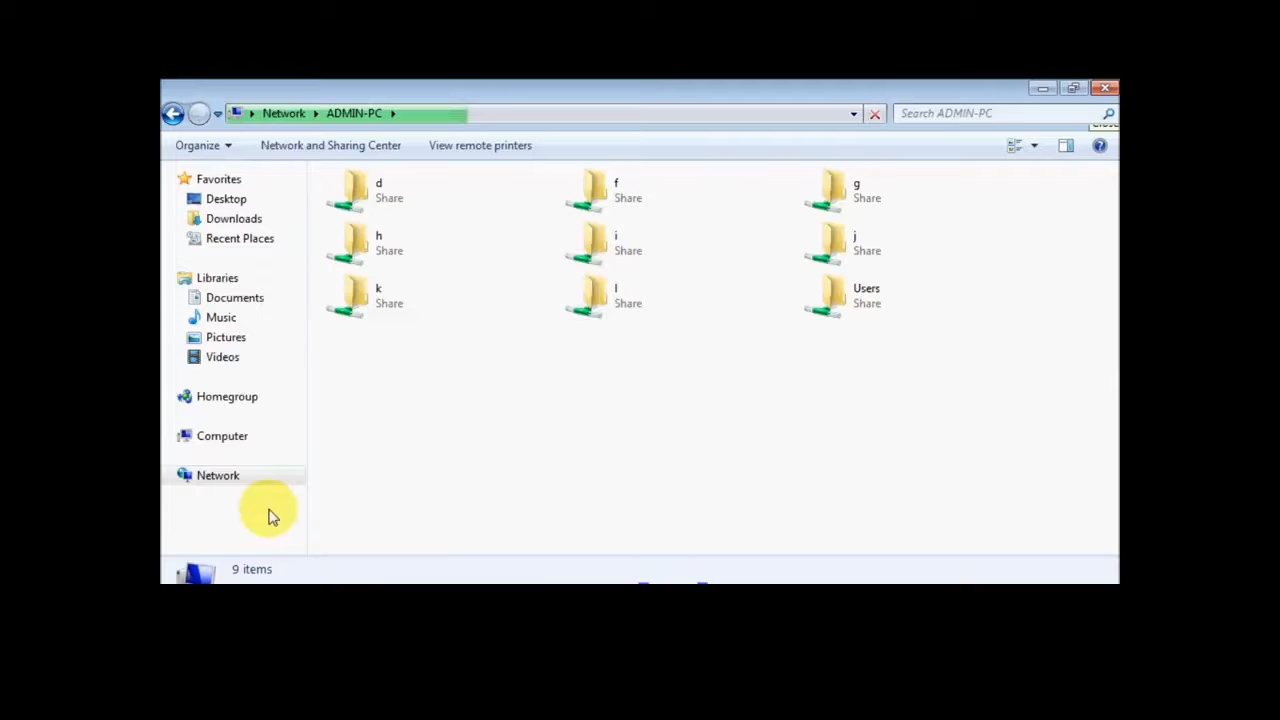 Network ADMIN-PC
Search ADMIN-PC
Organize
Network and Sharing Center
View remote printers
Favorites
Desktop
Downloads
Recent Places
Libraries
Documents
Music
Pictures
Videos
Homegroup
Computer
Network
d
Share
f
Share
g
Share
h
Share
i
Share
j
Share
k
Share
l
Share
Users
Share
9 items